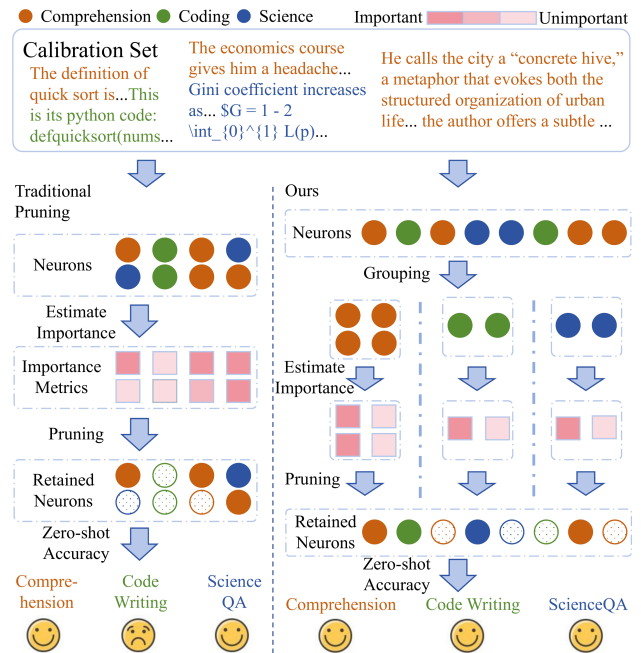 Comprehension Coding Science Important Unimportant
Calibration Set
The definition of
quick sort is...This
is its python code:
defquicksort(nums...
The economics course
gives him a headache...
Gini coefficient increases
as... $G = 1 - 2
\int_{0}^{1} L(p)...
He calls the city a “concrete hive,”
a metaphor that evokes both the
structured organization of urban
life... the author offers a subtle ...
Traditional
Pruning
Neurons
Estimate
Importance
Importance
Metrics
Pruning
Retained
Neurons
Zero-shot
Accuracy
Compre-
hension
Code
Writing
Science
QA
Ours
Neurons
Grouping
Estimate
Importance
Pruning
Retained
Neurons
Zero-shot
Accuracy
Comprehension Code Writing ScienceQA